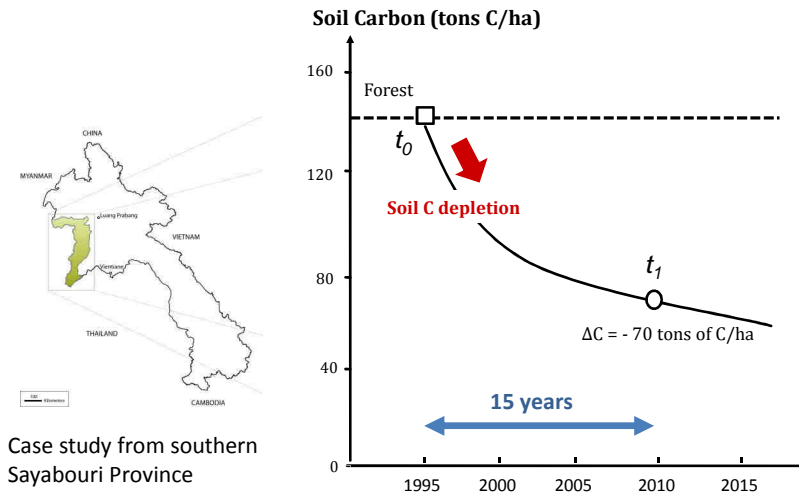 Soil Carbon (tons C/ha)
160
120
80
40
0
Forest
t0
Soil C depletion
t1
ΔC = - 70 tons of C/ha
15 years
1995
2000
2005
2010
2015
CHINA
MYANMAR
Luang Prabang
VIETNAM
Vientiane
THAILAND
CAMBODIA
Kilometers
Case study from southern
Sayabouri Province